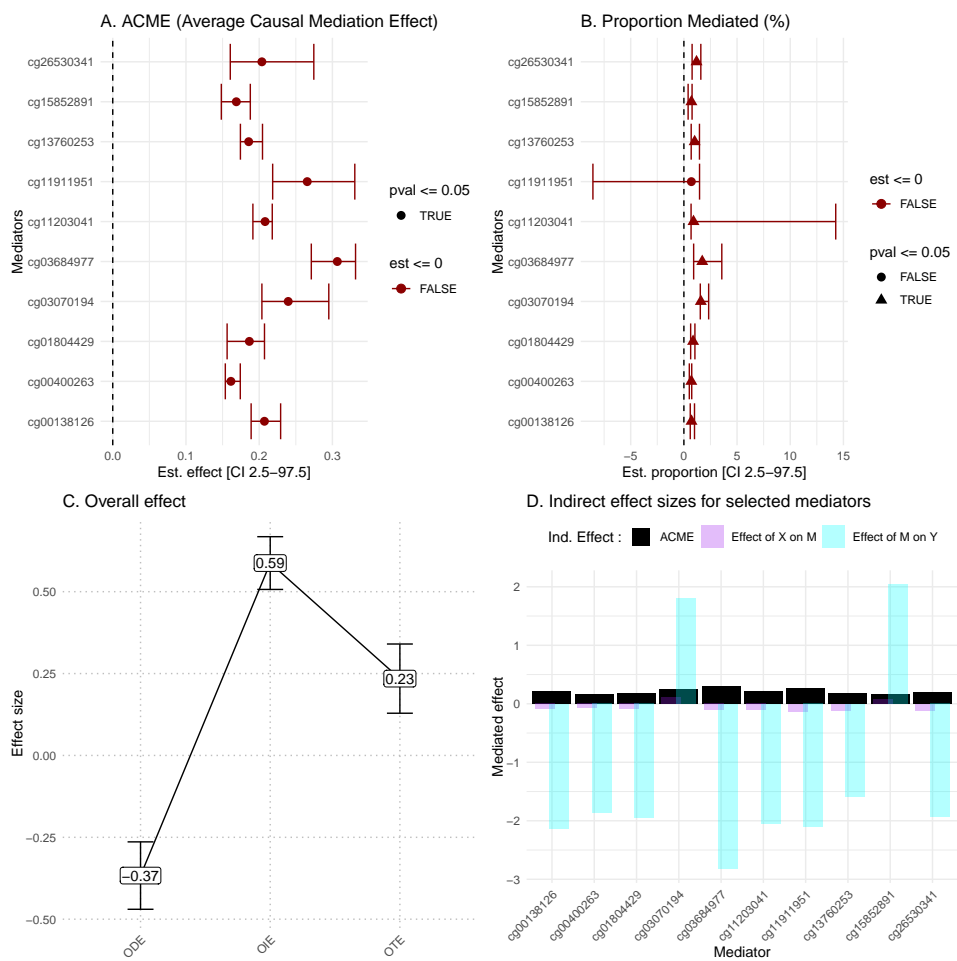 A. ACME (Average Causal Mediation Effect)
cg26530341
cg15852891
cg13760253
cg11911951
cg11203041
cg03684977
cg03070194
cg01804429
cg00400263
cg00138126
Mediators
0.0 0.1 0.2 0.3
Est. effect [CI 2.5−97.5]
pval <= 0.05
TRUE
est <= 0
FALSE
B. Proportion Mediated (%)
cg26530341
cg15852891
cg13760253
cg11911951
cg11203041
cg03684977
cg03070194
cg01804429
cg00400263
cg00138126
Mediators
−5 0 5 10 15
Est. proportion [CI 2.5−97.5]
est <= 0
FALSE
pval <= 0.05
FALSE
TRUE
C. Overall effect
Effect size
0.50
0.25
0.00
−0.25
−0.50
−0.37
0.59
0.23
ODE
OIE
OTE
D. Indirect effect sizes for selected mediators
Ind. Effect : ACME Effect of X on M Effect of M on Y
Mediated effect
2
1
0
−1
−2
−3
cg00138126
cg00400263
cg01804429
cg03070194
cg03684977
cg11203041
cg11911951
cg13760253
cg15852891
cg26530341
Mediator